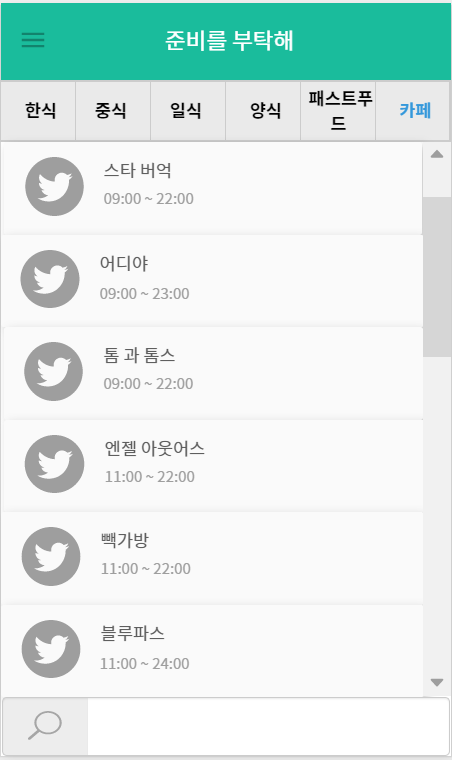 준비를 부탁해
한식 중식 일식 양식 패스트푸 카페
드
스타 버억
09:00 ~ 22:00
어디야
09:00 ~ 23:00
톰 과 톰스
09:00 ~ 22:00
엔젤 아웃어스
11:00 ~ 22:00
빽가방
11:00 ~ 22:00
블루파스
11:00 ~ 24:00